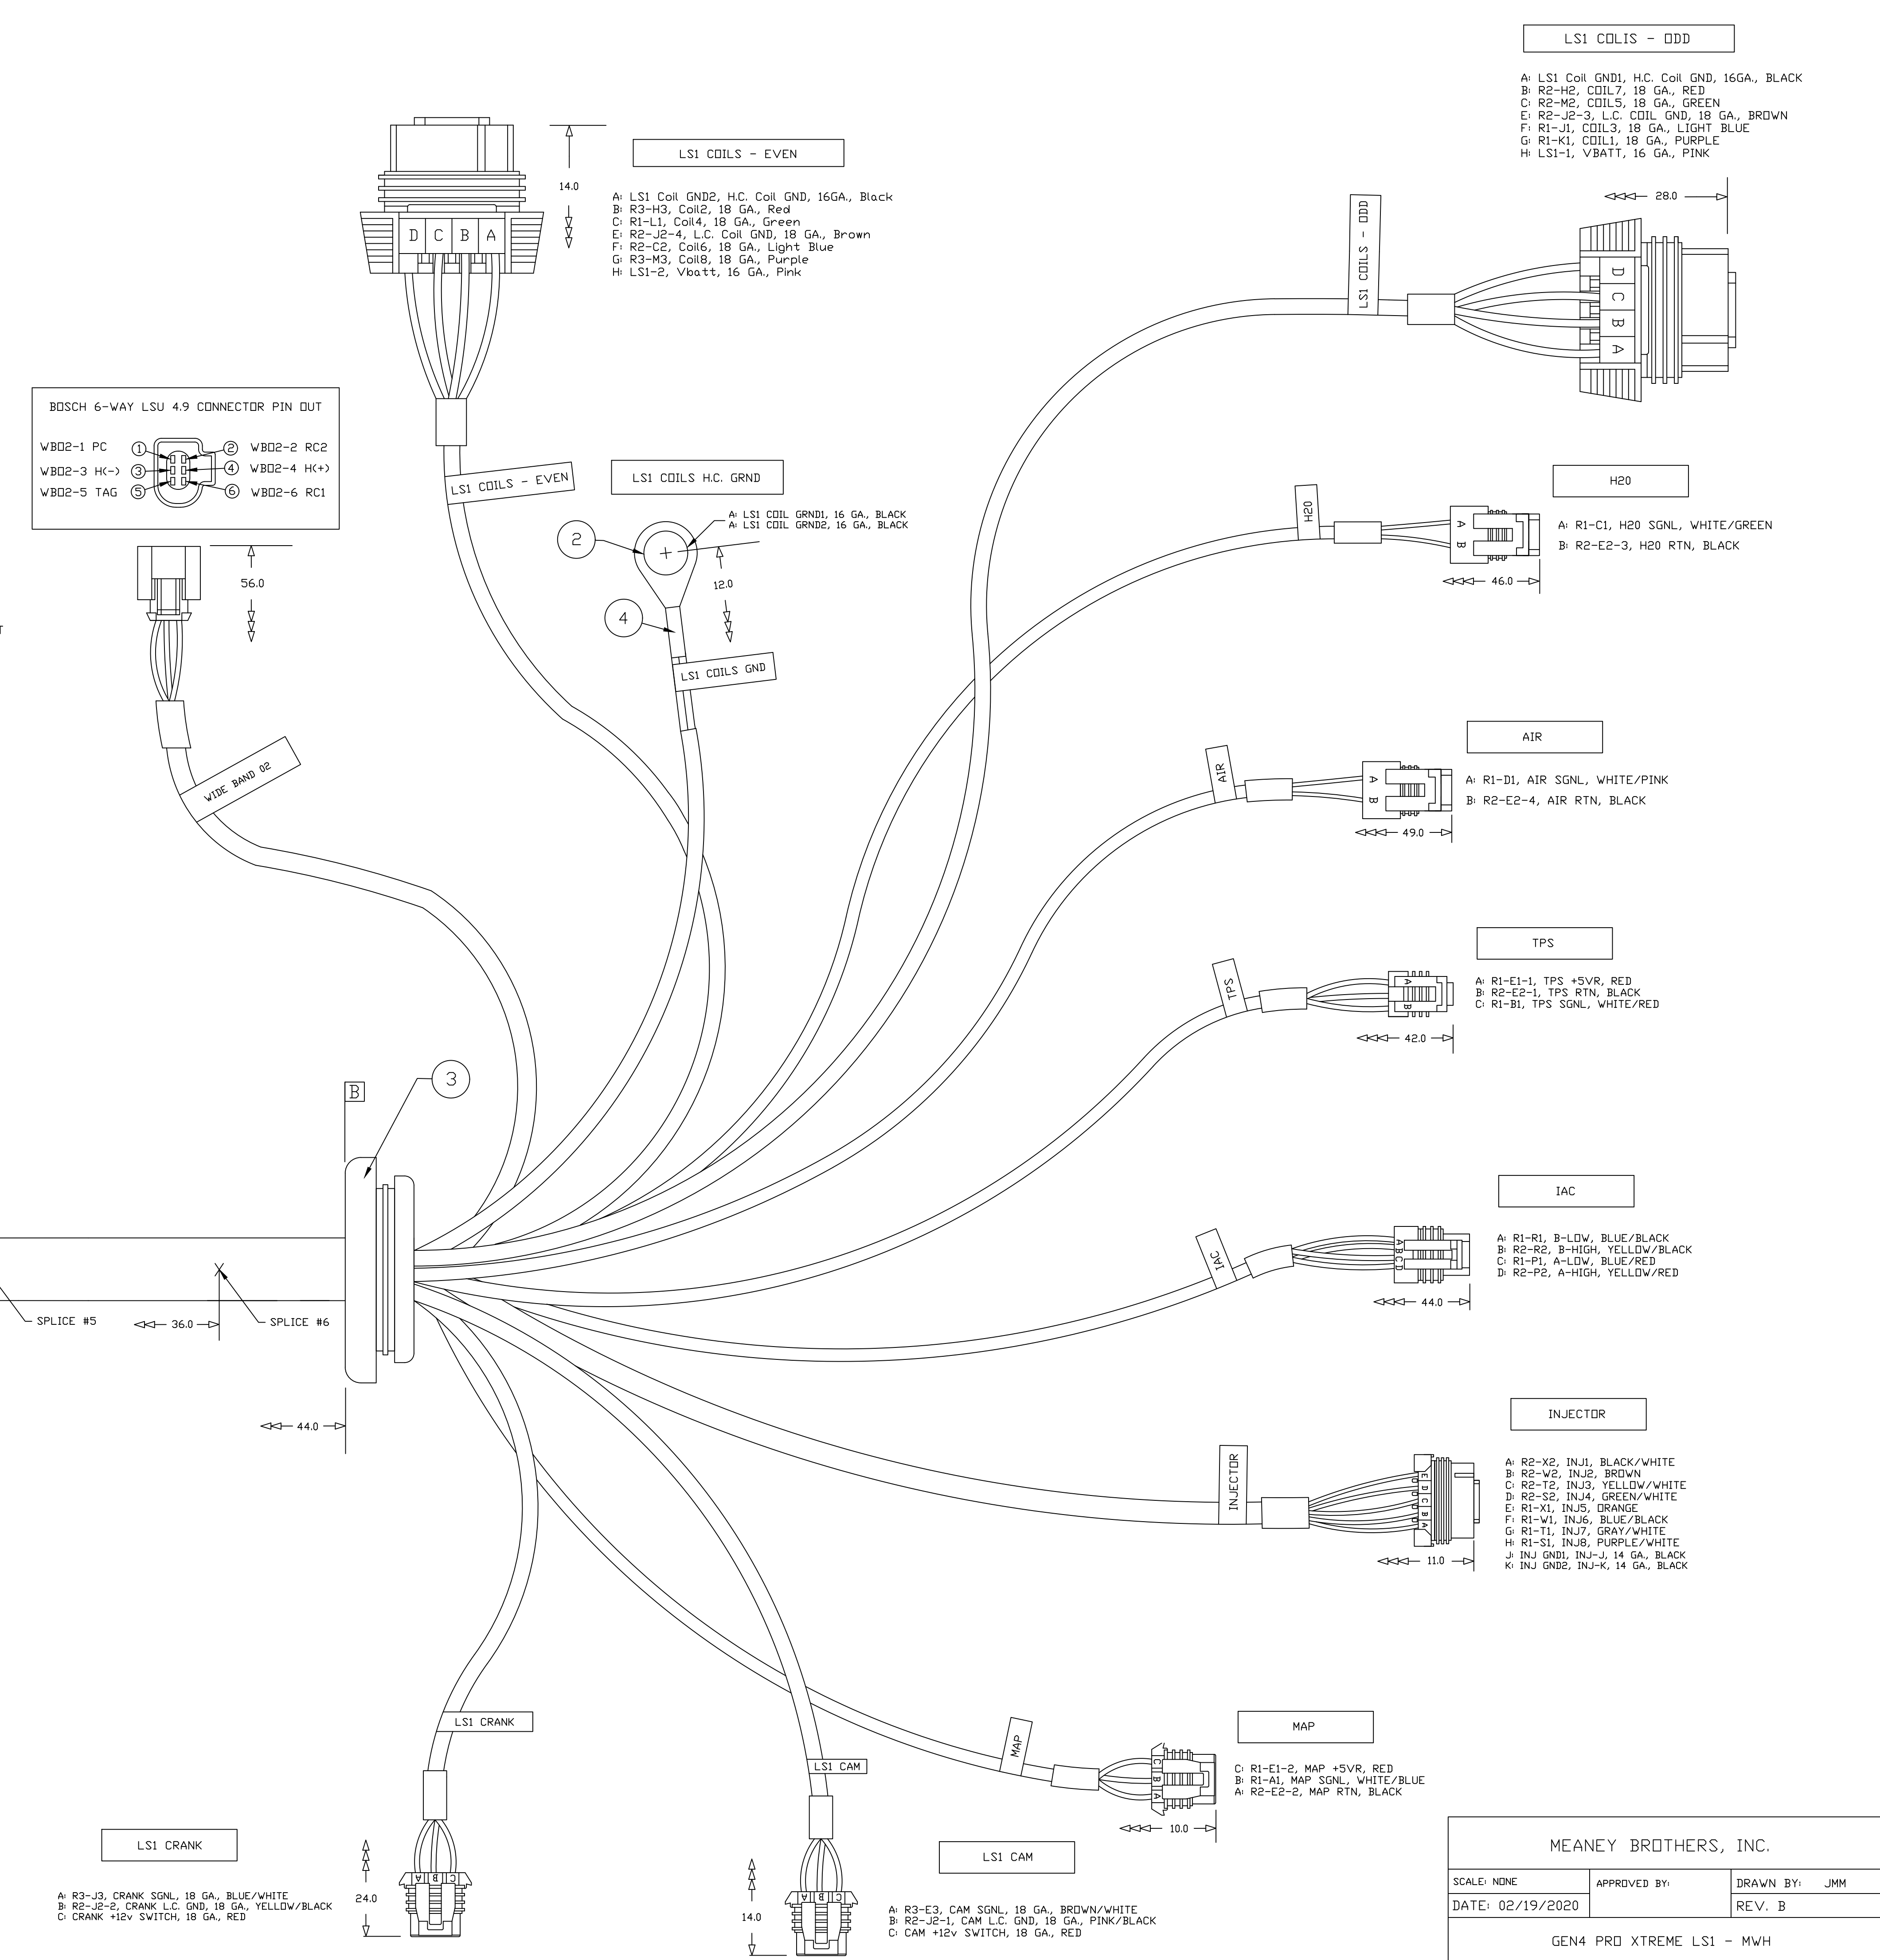 LS1 COLIS - ODD
A: LS1 Coil GND1, H.C. Coil GND, 16GA., BLACK
B: R2-H2, COIL7, 18 GA., RED
C: R2-M2, COIL5, 18 GA., GREEN
E: R2-J2-3, L.C. COIL GND, 18 GA., BROWN
F: R1-J1, COIL3, 18 GA., LIGHT BLUE
G: R1-K1, COIL1, 18 GA., PURPLE
H: LS1-1, VBATT, 16 GA., PINK
28.0
LS1 COILS - ODD
D
C
B
A
LS1 COILS - EVEN
14.0
A: LS1 Coil GND2, H.C. Coil GND, 16GA., Black
B: R3-H3, Coil2, 18 GA., Red
C: R1-L1, Coil4, 18 GA., Green
E: R2-J2-4, L.C. Coil GND, 18 GA., Brown
F: R2-C2, Coil6, 18 GA., Light Blue
G: R3-M3, Coil8, 18 GA., Purple
H: LS1-2, Vbatt, 16 GA., Pink
D C B A
LS1 COILS - EVEN
BOSCH 6-WAY LSU 4.9 CONNECTOR PIN OUT
WBO2-1 PC 1 2 WBO2-2 RC2
WBO2-3 H(-) 3 4 WBO2-4 H(+)
WBO2-5 TAG 5 6 WBO2-6 RC1
56.0
T
WIDE BAND 02
LS1 COILS H.C. GRND
A: LS1 COIL GRND1, 16 GA., BLACK
A: LS1 COIL GRND2, 16 GA., BLACK
2
12.0
4
LS1 COILS GND
H20
H20
A
B
A: R1-C1, H20 SGNL, WHITE/GREEN
B: R2-E2-3, H20 RTN, BLACK
46.0
AIR
AIR
A
B
A: R1-D1, AIR SGNL, WHITE/PINK
B: R2-E2-4, AIR RTN, BLACK
49.0
TPS
TPS
A
B
A: R1-E1-1, TPS +5VR, RED
B: R2-E2-1, TPS RTN, BLACK
C: R1-B1, TPS SGNL, WHITE/RED
42.0
B
3
IAC
IAC
A
B
C
D
A: R1-R1, B-LOW, BLUE/BLACK
B: R2-R2, B-HIGH, YELLOW/BLACK
C: R1-P1, A-LOW, BLUE/RED
D: R2-P2, A-HIGH, YELLOW/RED
44.0
SPLICE #5
36.0
SPLICE #6
44.0
INJECTOR
INJECTOR
E
D
C
B
A
A: R2-X2, INJ1, BLACK/WHITE
B: R2-W2, INJ2, BROWN
C: R2-T2, INJ3, YELLOW/WHITE
D: R2-S2, INJ4, GREEN/WHITE
E: R1-X1, INJ5, ORANGE
F: R1-W1, INJ6, BLUE/BLACK
G: R1-T1, INJ7, GRAY/WHITE
H: R1-S1, INJ8, PURPLE/WHITE
J: INJ GND1, INJ-J, 14 GA., BLACK
K: INJ GND2, INJ-K, 14 GA., BLACK
11.0
MAP
MAP
C
B
A
C: R1-E1-2, MAP +5VR, RED
B: R1-A1, MAP SGNL, WHITE/BLUE
A: R2-E2-2, MAP RTN, BLACK
10.0
LS1 CRANK
LS1 CRANK
A B C
24.0
A: R3-J3, CRANK SGNL, 18 GA., BLUE/WHITE
B: R2-J2-2, CRANK L.C. GND, 18 GA., YELLOW/BLACK
C: CRANK +12v SWITCH, 18 GA., RED
LS1 CAM
LS1 CAM
A B C
14.0
A: R3-E3, CAM SGNL, 18 GA., BROWN/WHITE
B: R2-J2-1, CAM L.C. GND, 18 GA., PINK/BLACK
C: CAM +12v SWITCH, 18 GA., RED
MEANEY BROTHERS, INC.
SCALE: NONE
APPROVED BY:
DRAWN BY: JMM
DATE: 02/19/2020
REV. B
GEN4 PRO XTREME LS1 - MWH